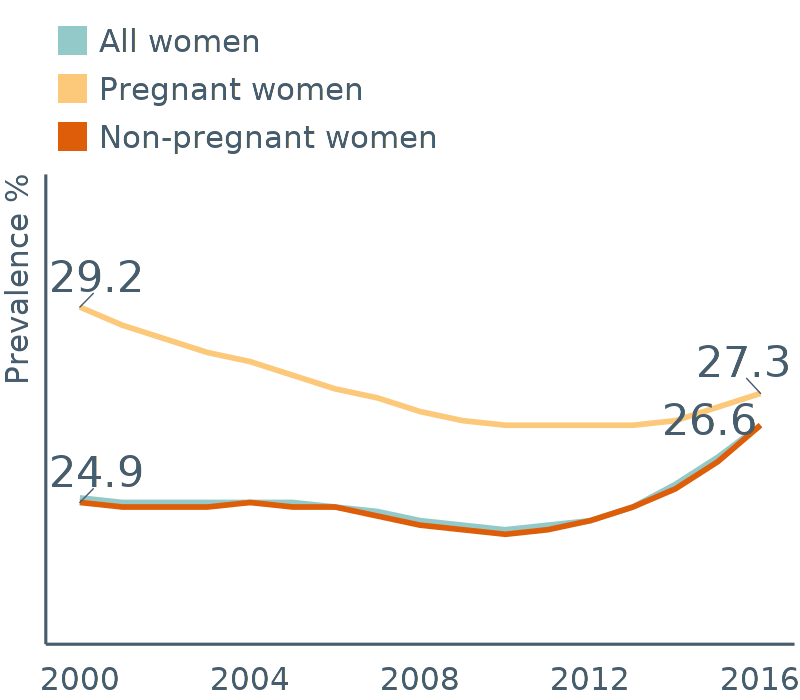 All women
Pregnant women
Non-pregnant women
Prevalence %
29.2
27.3
26.6
24.9
2000 2004 2008 2012 2016